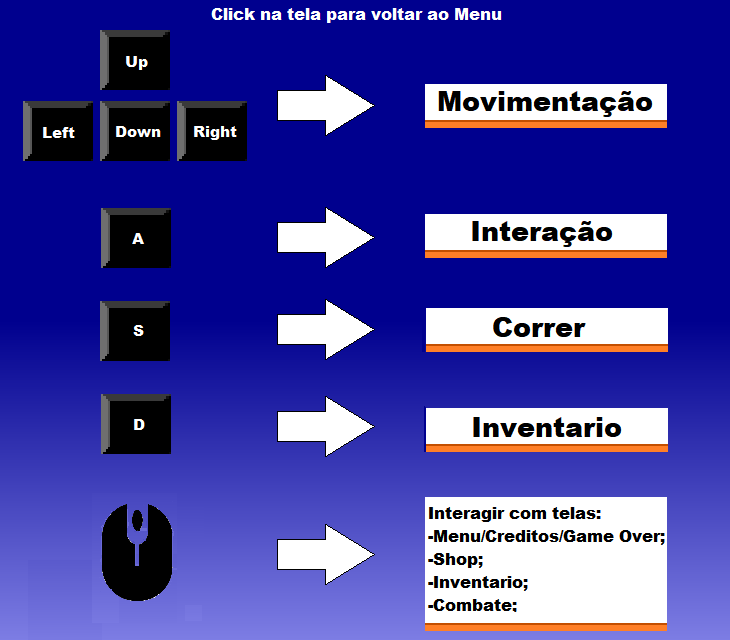 Click na tela para voltar ao Menu
Up
Left Down Right
Movimentação
A
Interação
S
Correr
D
Inventario
Interagir com telas:
-Menu/Creditos/Game Over;
-Shop;
-Inventario;
-Combate;